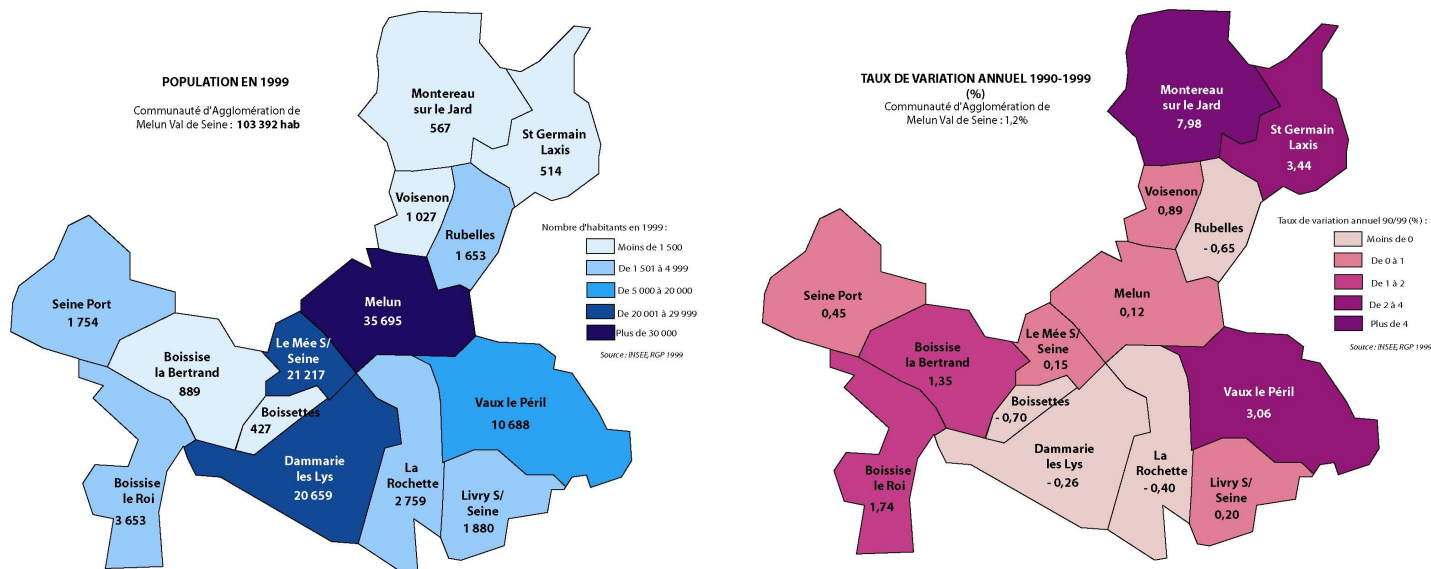 POPULATION EN 1999
Communauté d'Agglomération de
Melun Val de Seine : 103 392 hab
Montereau
sur le Jard
567
St Germain
Laxis
514
Voisenon
1 027
Rubelles
1 653
Seine Port
1 754
Melun
35 695
Boissise
la Bertrand
889
Le Mée S/
Seine
21 217
Boissettes
427
Vaux le Péril
10 688
Dammarie
les Lys
20 659
La
Rochette
2 759
Livry S/
Seine
1 880
Boissise
le Roi
3 653
Nombre d'habitants en 1999 :
Moins de 1 500
De 1 501 à 4 999
De 5 000 à 20 000
De 20 001 à 29 999
Plus de 30 000
Source : INSEE, RGP 1999
TAUX DE VARIATION ANNUEL 1990-1999
(%)
Communauté d'Agglomération de
Melun Val de Seine : 1,2%
Montereau
sur le Jard
7,98
St Germain
Laxis
3,44
Voisenon
0,89
Rubelles
- 0,65
Seine Port
0,45
Melun
0,12
Boissise
la Bertrand
1,35
Le Mée S/
Seine
0,15
Boissettes
- 0,70
Vaux le Péril
3,06
Dammarie
les Lys
- 0,26
La
Rochette
- 0,40
Livry S/
Seine
0,20
Boissise
le Roi
1,74
Taux de variation annuel 90/99 (%) :
Moins de 0
De 0 à 1
De 1 à 2
De 2 à 4
Plus de 4
Source : INSEE, RGP 1999